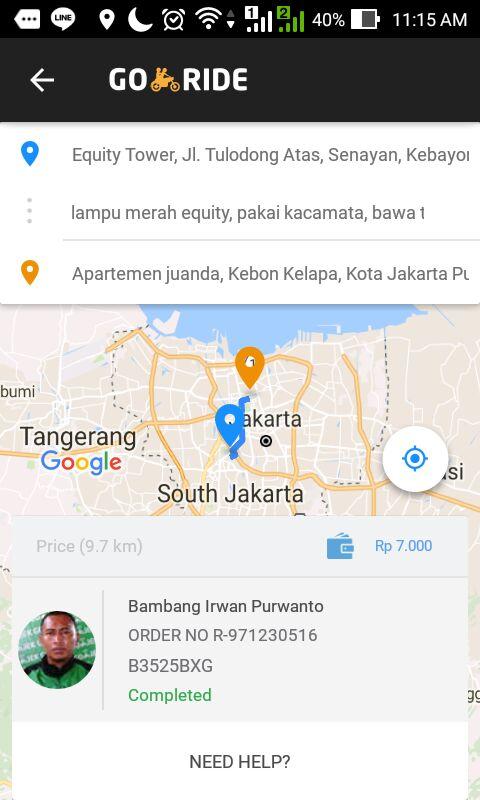 1 2 40% 11:15 AM
LINE
GO RIDE
Equity Tower, Jl. Tulodong Atas, Senayan, Kebayor
lampu merah equity, pakai kacamata, bawa t
Apartemen juanda, Kebon Kelapa, Kota Jakarta Pu
bumi
akarta
Tangerang
Google
si
South Jakarta
Price (9.7 km) Rp 7.000
Bambang Irwan Purwanto
ORDER NO R-971230516
B3525BXG
Completed
NEED HELP?